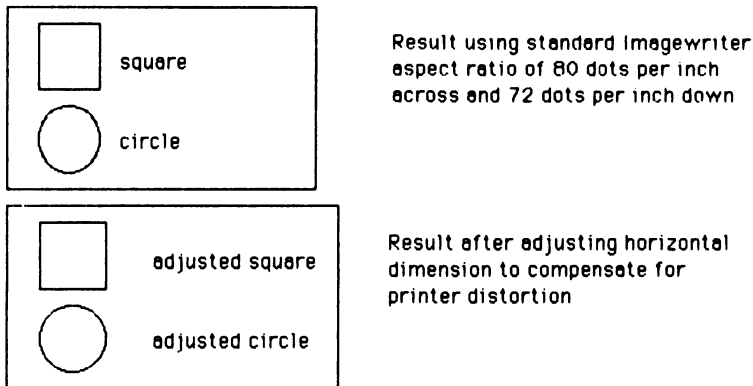 square
circle
Result using standard Imagewriter
aspect ratio of 80 dots per inch
across and 72 dots per inch down
adjusted square
adjusted circle
Result after adjusting horizontal
dimension to compensate for
printer distortion